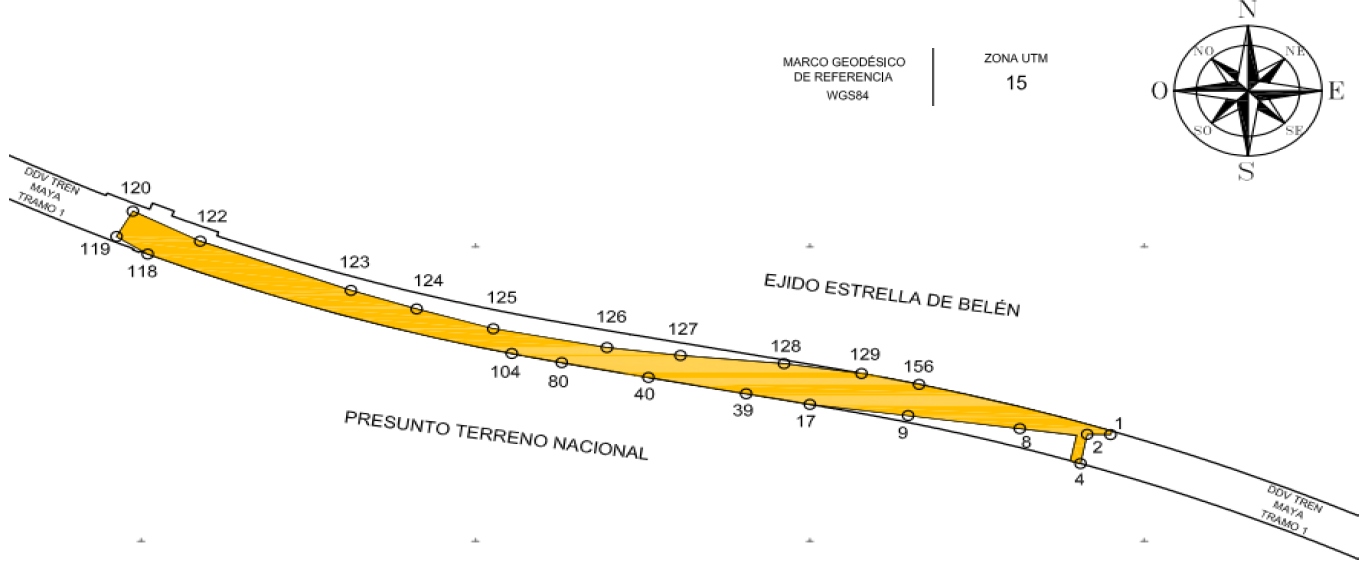 N
MARCO GEODÉSICO
DE REFERENCIA
WGS84
ZONA UTM
15
NO
NE
O
E
SO
SE
S
DDV TREN
MAYA
TRAMO 1
120
122
119
118
123
124
125
126
127
128
129
156
EJIDO ESTRELLA DE BELÉN
104
80
40
39
17
9
8
1
2
4
PRESUNTO TERRENO NACIONAL
DDV TREN
MAYA
TRAMO 1